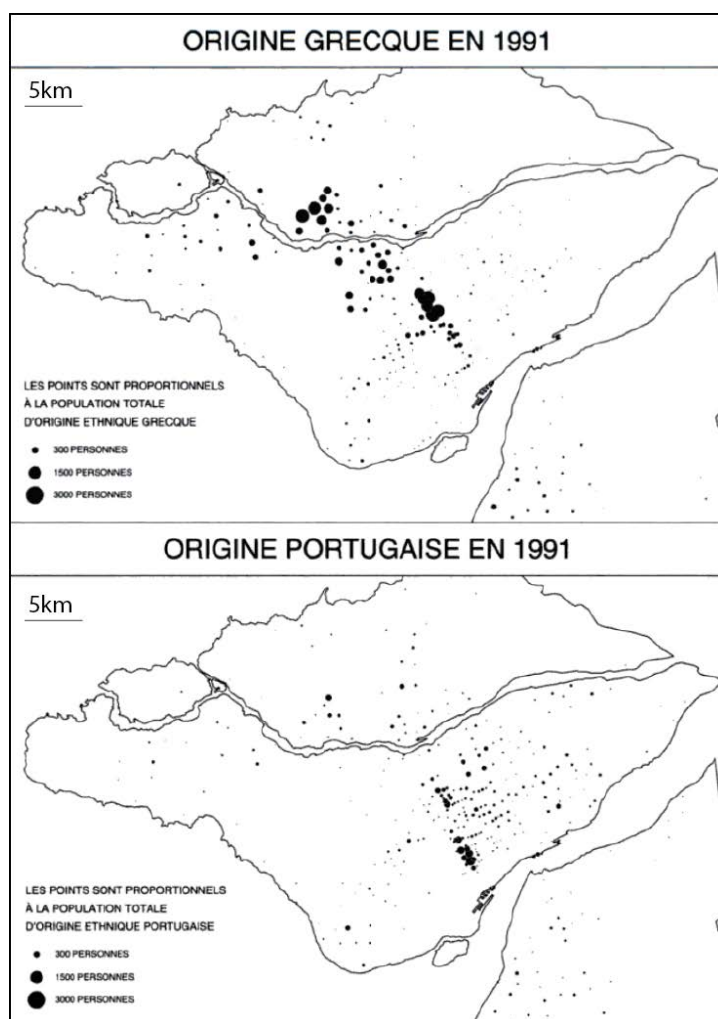 ORIGINE GRECQUE EN 1991
5km
LES POINTS SONT PROPORTIONNELS
À LA POPULATION TOTALE
D'ORIGINE ETHNIQUE GRECQUE
300 PERSONNES
1500 PERSONNES
3000 PERSONNES
ORIGINE PORTUGAISE EN 1991
5km
LES POINTS SONT PROPORTIONNELS
À LA POPULATION TOTALE
D'ORIGINE ETHNIQUE PORTUGAISE
300 PERSONNES
1500 PERSONNES
3000 PERSONNES